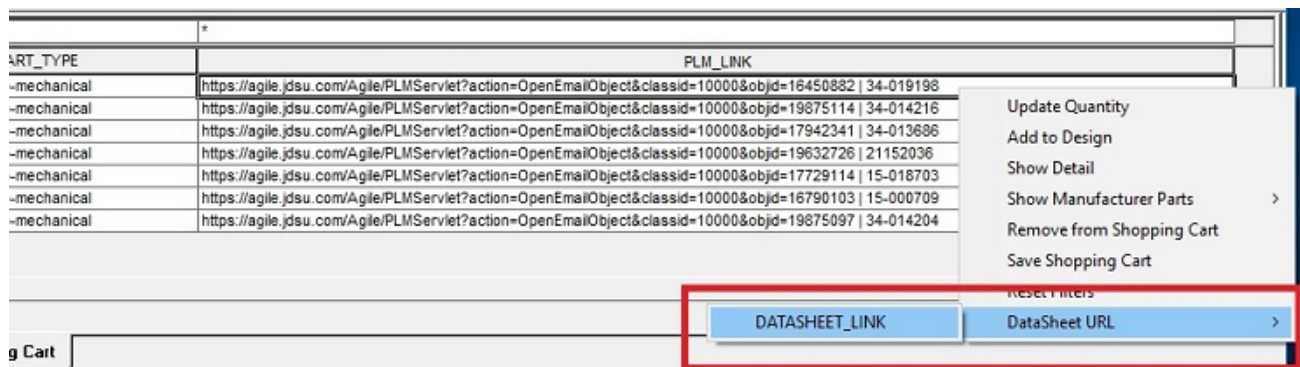 *
ART_TYPE PLM_LINK
-mechanical https://agile.jdsu.com/Agile/PLMServlet?action=OpenEmailObject&classid=10000&objid=16450882 | 34-019198
-mechanical https://agile.jdsu.com/Agile/PLMServlet?action=OpenEmailObject&classid=10000&objid=19875114 | 34-014216
-mechanical https://agile.jdsu.com/Agile/PLMServlet?action=OpenEmailObject&classid=10000&objid=17942341 | 34-013686
-mechanical https://agile.jdsu.com/Agile/PLMServlet?action=OpenEmailObject&classid=10000&objid=19632726 | 21152036
-mechanical https://agile.jdsu.com/Agile/PLMServlet?action=OpenEmailObject&classid=10000&objid=17729114 | 15-018703
-mechanical https://agile.jdsu.com/Agile/PLMServlet?action=OpenEmailObject&classid=10000&objid=16790103 | 15-000709
-mechanical https://agile.jdsu.com/Agile/PLMServlet?action=OpenEmailObject&classid=10000&objid=19875097 | 34-014204
Update Quantity
Add to Design
Show Detail
Show Manufacturer Parts >
Remove from Shopping Cart
Save Shopping Cart
Reset Filters
DATASHEET_LINK DataSheet URL >
g Cart